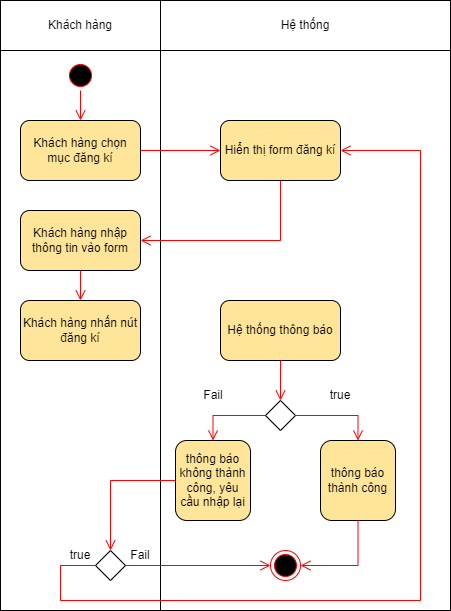 Khách hàng
Hệ thống
Khách hàng chọn
mục đăng kí
Hiển thị form đăng kí
Khách hàng nhập
thông tin vào form
Khách hàng nhấn nút
đăng kí
Hệ thống thông báo
Fail
true
thông báo
không thành
công, yêu
cầu nhập lại
thông báo
thành công
true
Fail